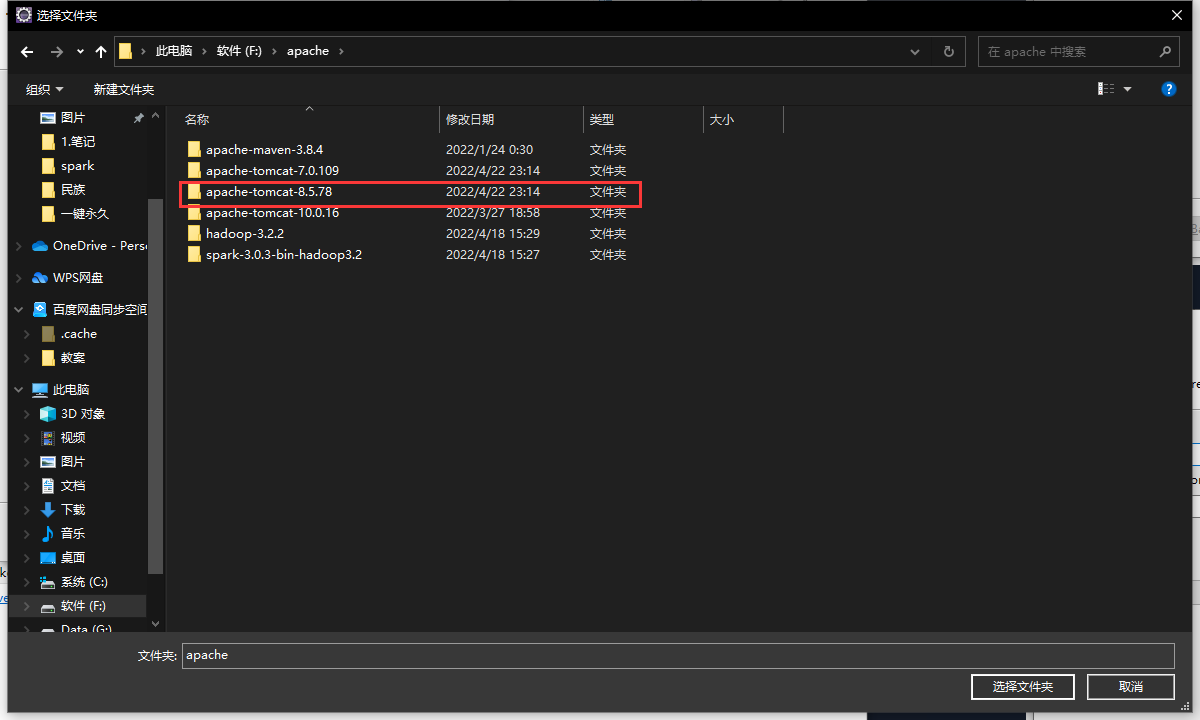 选择文件夹
此电脑 > 软件 (F:) > apache >
在 apache 中搜索
组织
新建文件夹
图片
1.笔记
spark
民族
一键永久
OneDrive - Pers
WPS网盘
百度网盘同步空间
.cache
教案
此电脑
3D 对象
视频
图片
文档
下载
音乐
桌面
系统 (C:)
软件 (F:)
Data (G:)
名称 修改日期 类型 大小
apache-maven-3.8.4 2022/1/24 0:30 文件夹
apache-tomcat-7.0.109 2022/4/22 23:14 文件夹
apache-tomcat-8.5.78 2022/4/22 23:14 文件夹
apache-tomcat-10.0.16 2022/3/27 18:58 文件夹
hadoop-3.2.2 2022/4/18 15:29 文件夹
spark-3.0.3-bin-hadoop3.2 2022/4/18 15:27 文件夹
文件夹: apache
选择文件夹
取消